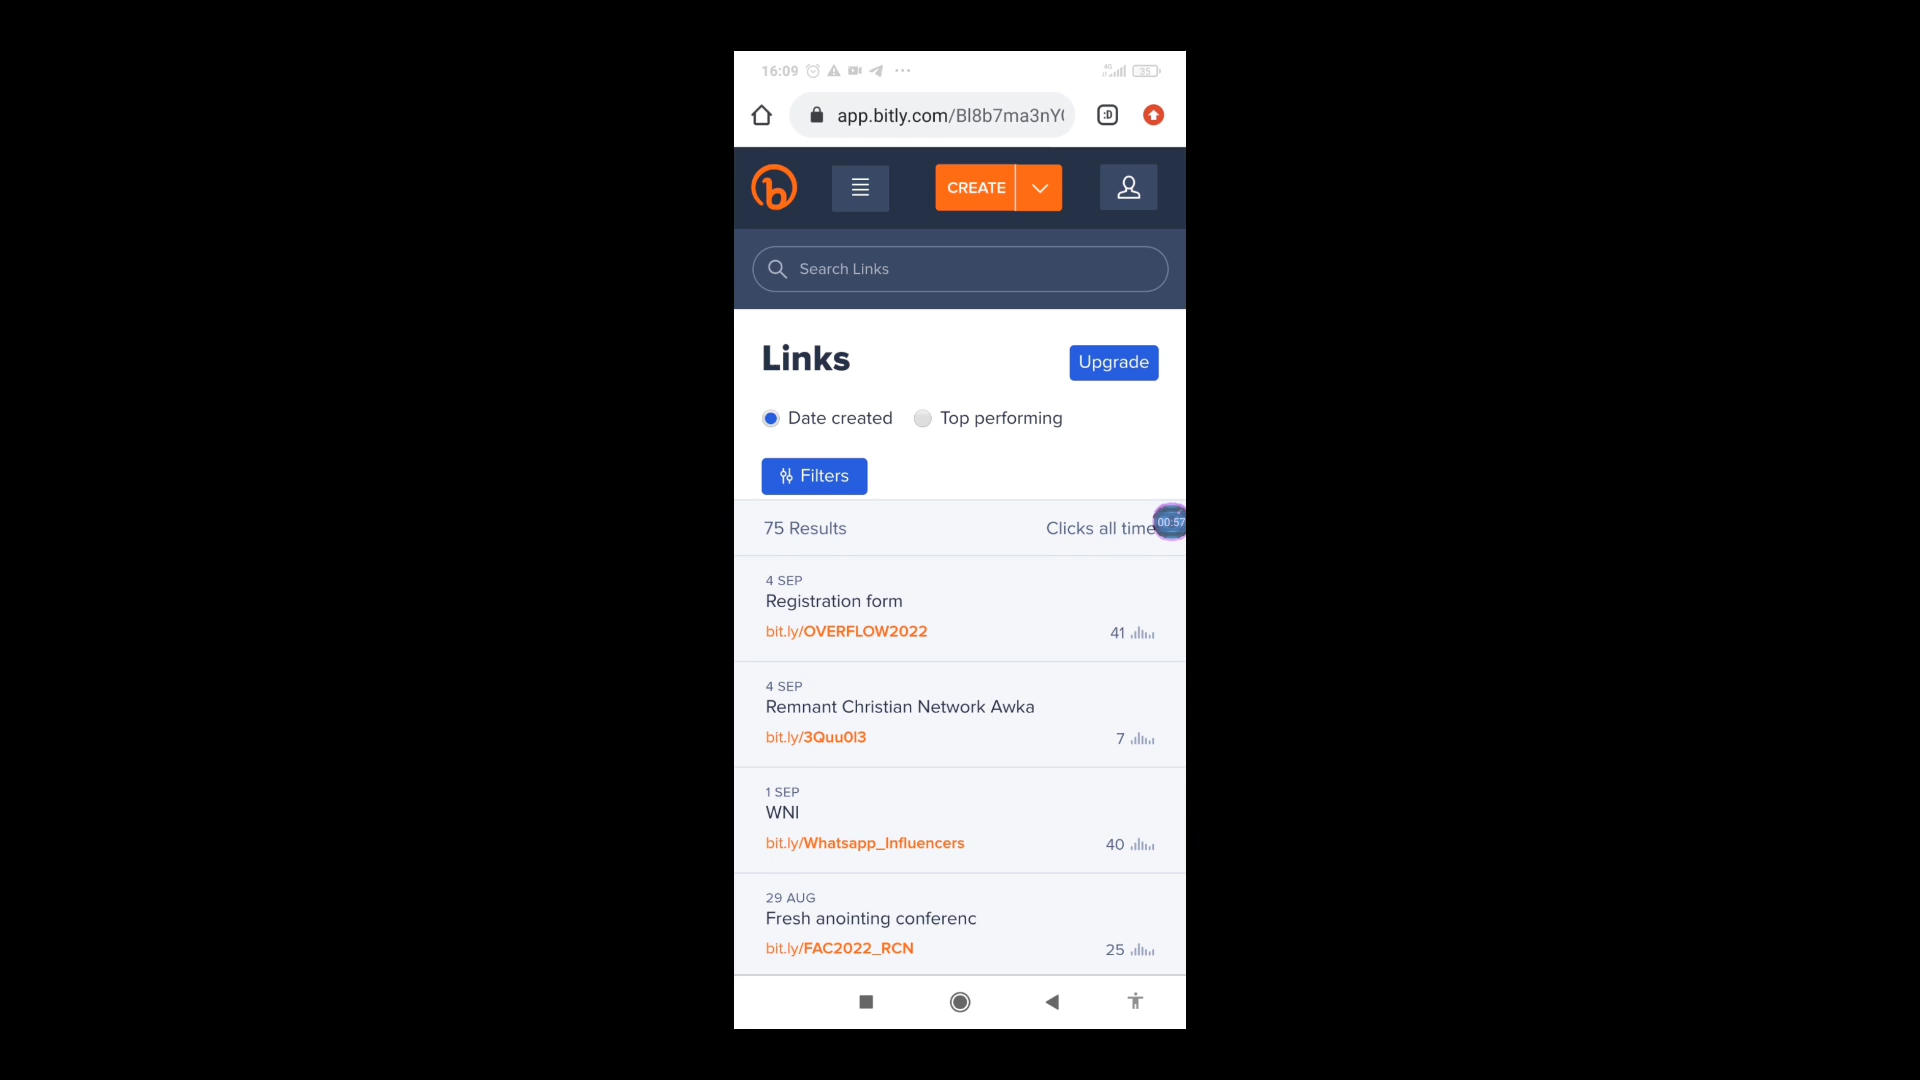 16:09 ... 4G 35
app.bitly.com/Bl8b7ma3nY
:D
CREATE
Search Links
Links
Upgrade
Date created Top performing
Filters
75 Results Clicks all time
00:57
4 SEP
Registration form
bit.ly/OVERFLOW2022 41
4 SEP
Remnant Christian Network Awka
bit.ly/3Quu0l3 7
1 SEP
WNI
bit.ly/Whatsapp_Influencers 40
29 AUG
Fresh anointing conferenc
bit.ly/FAC2022_RCN 25